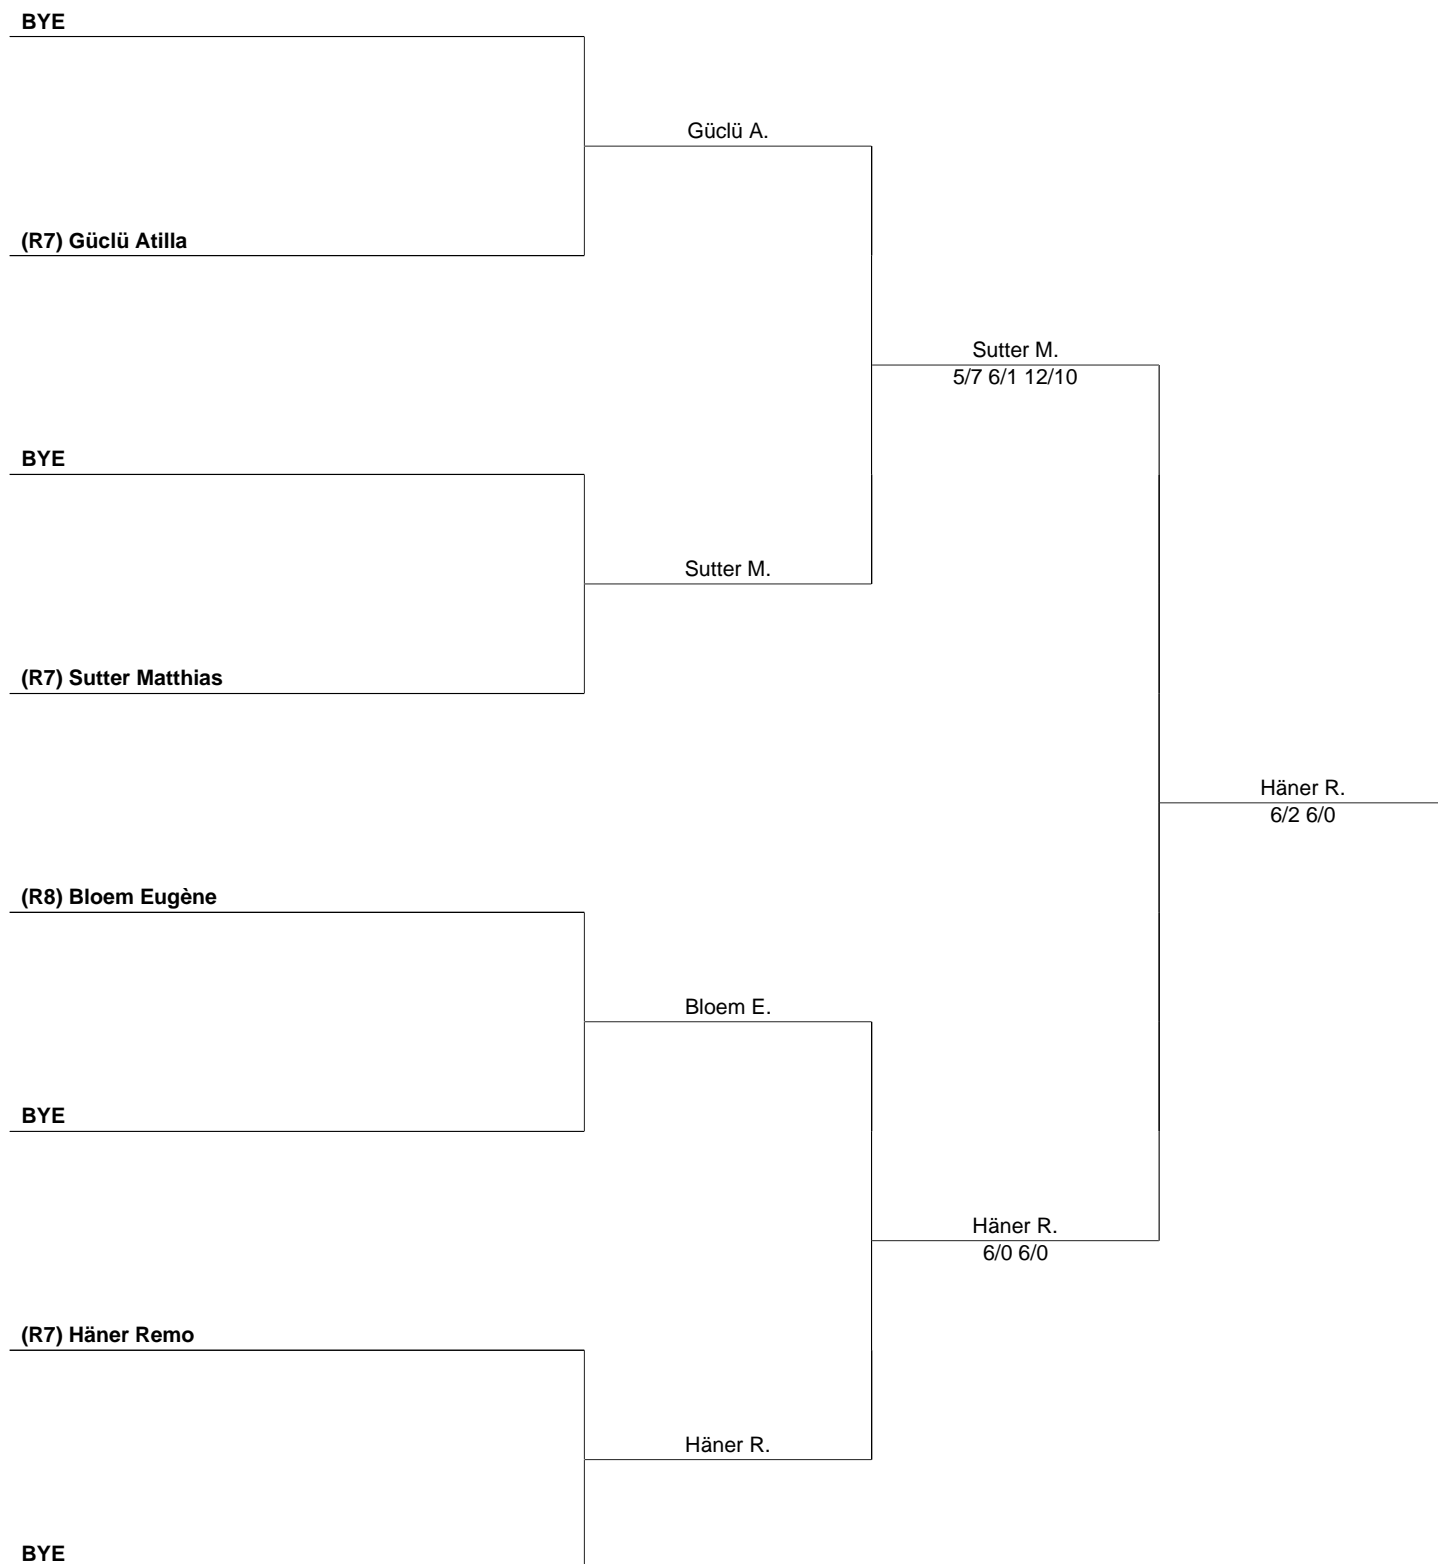 BYE
Güclü A.
(R7) Güclü Atilla
Sutter M.
5/7 6/1 12/10
BYE
Sutter M.
(R7) Sutter Matthias
Häner R.
6/2 6/0
(R8) Bloem Eugène
Bloem E.
BYE
Häner R.
6/0 6/0
(R7) Häner Remo
Häner R.
BYE